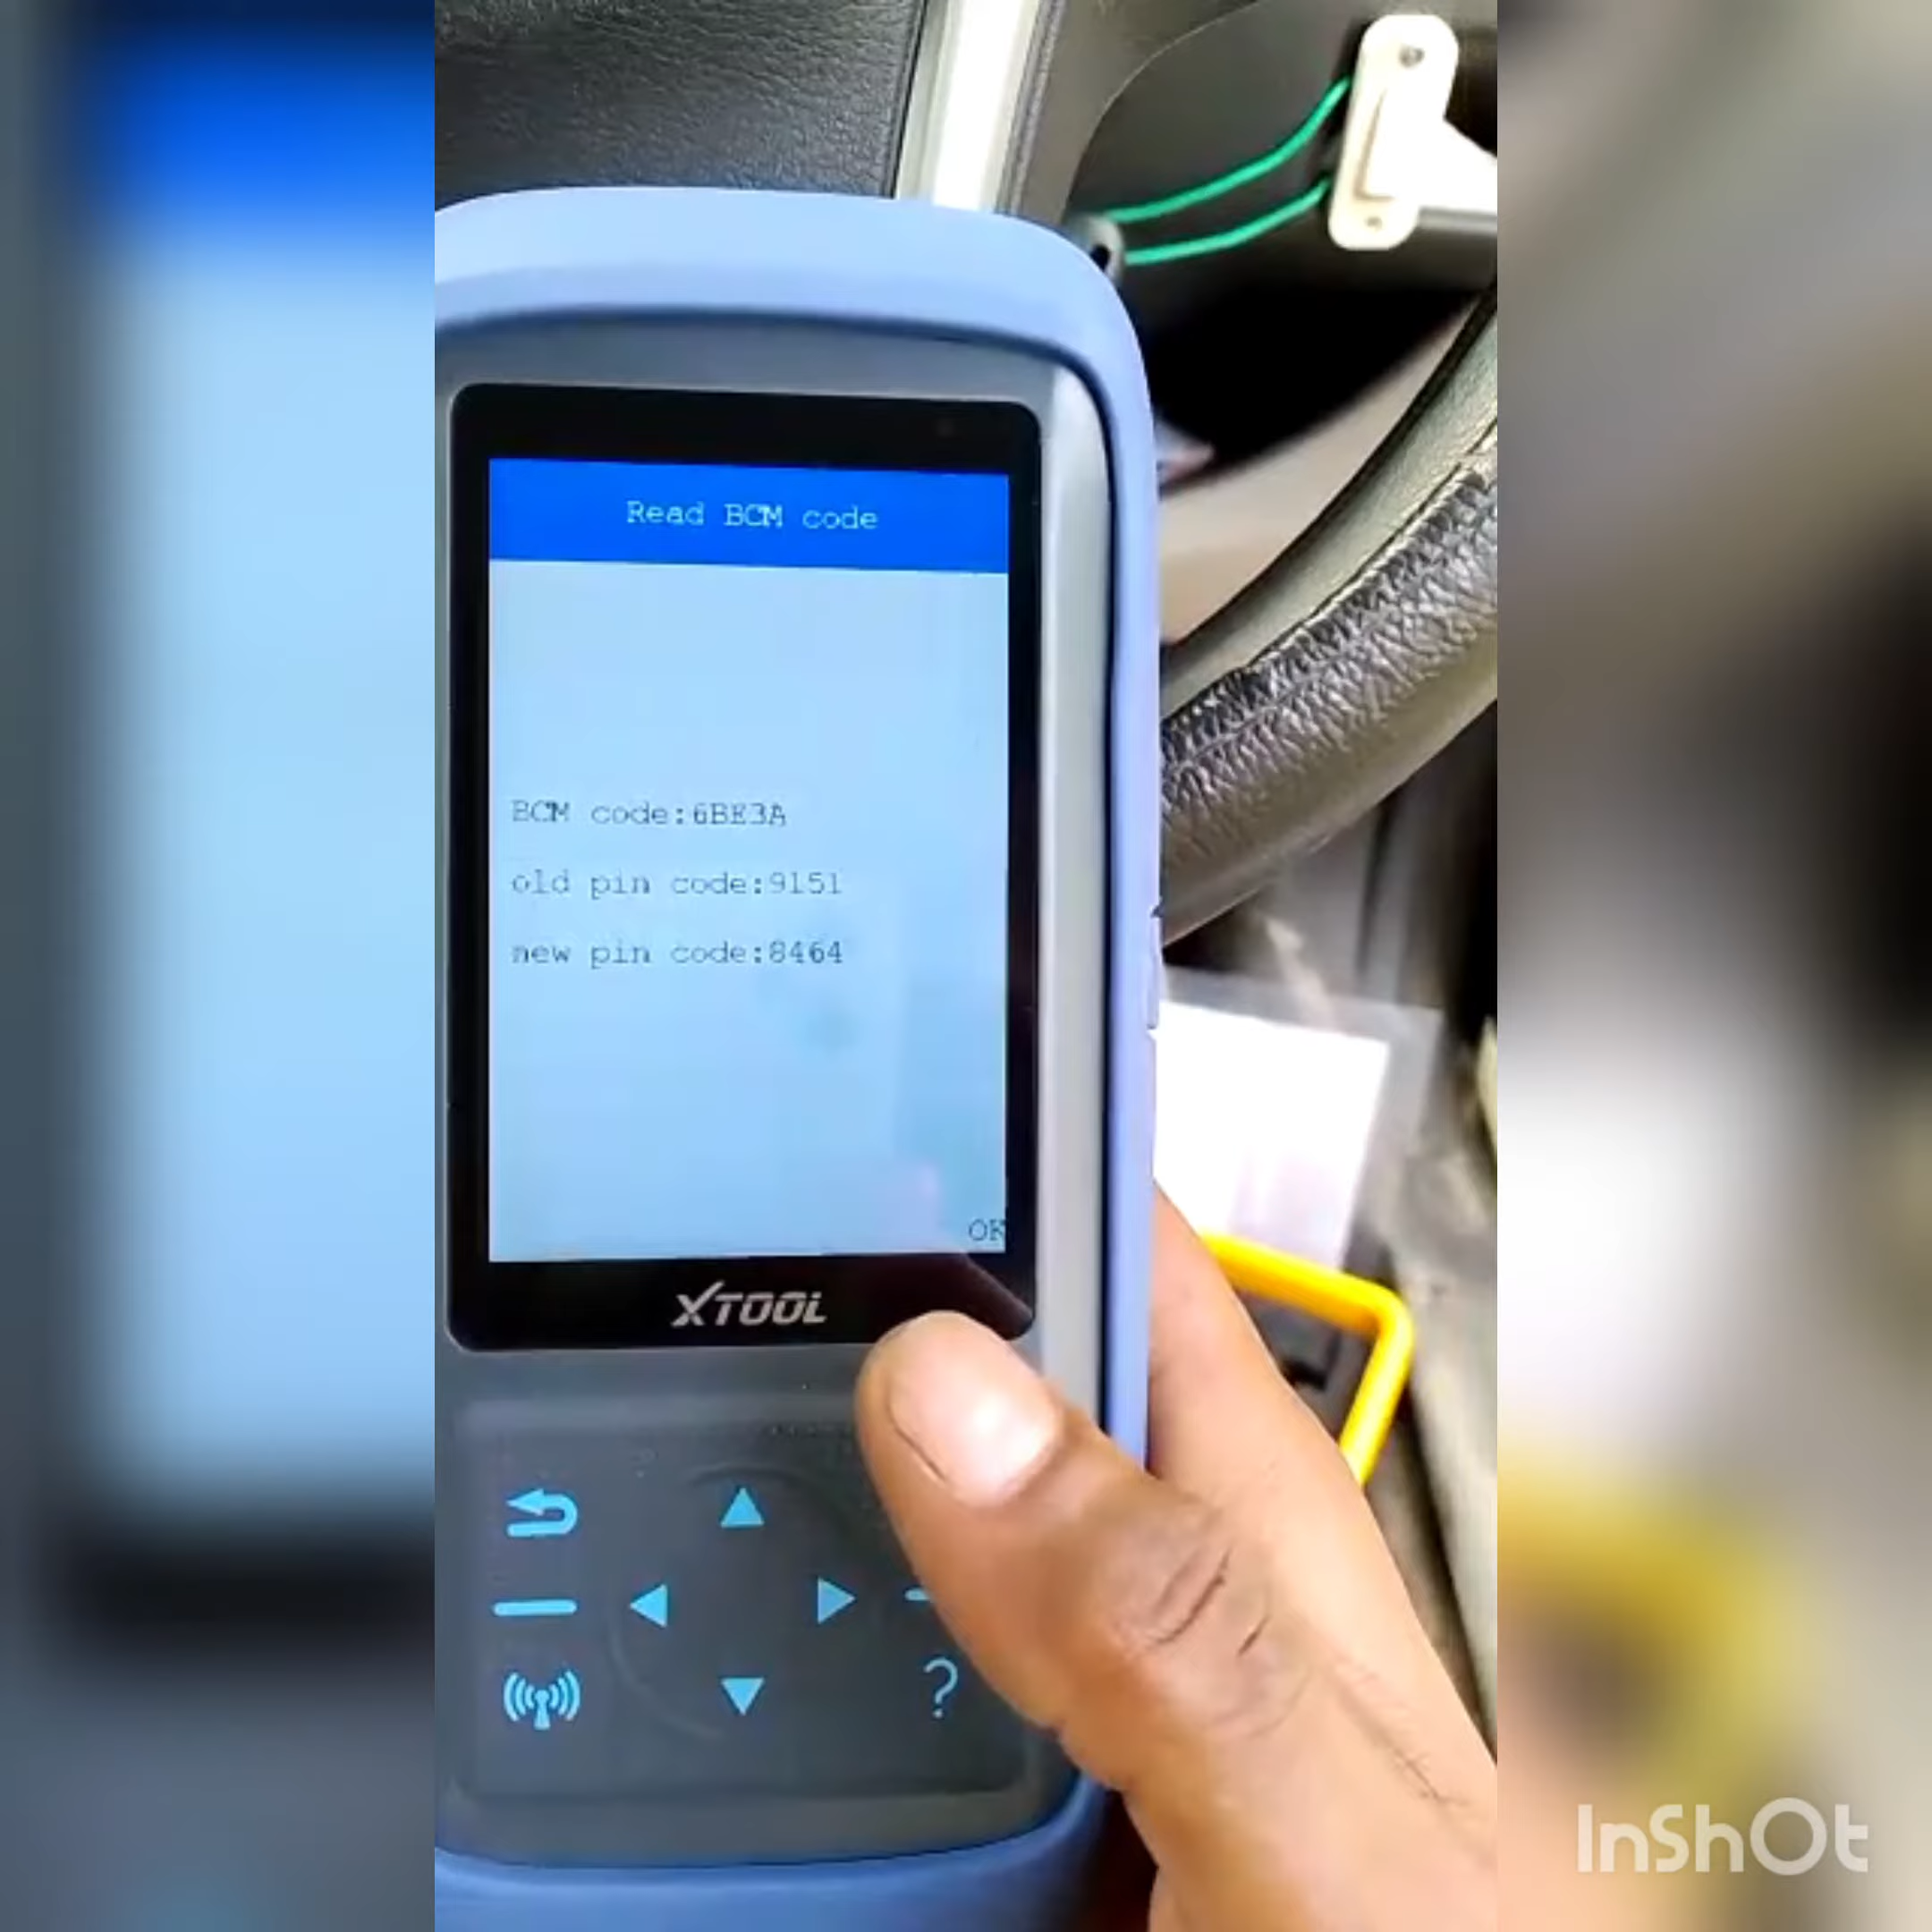 Read BCM code
BCM code:6BE3A
old pin code:9151
new pin code:8464
OK
XTOOL
?
InShOt